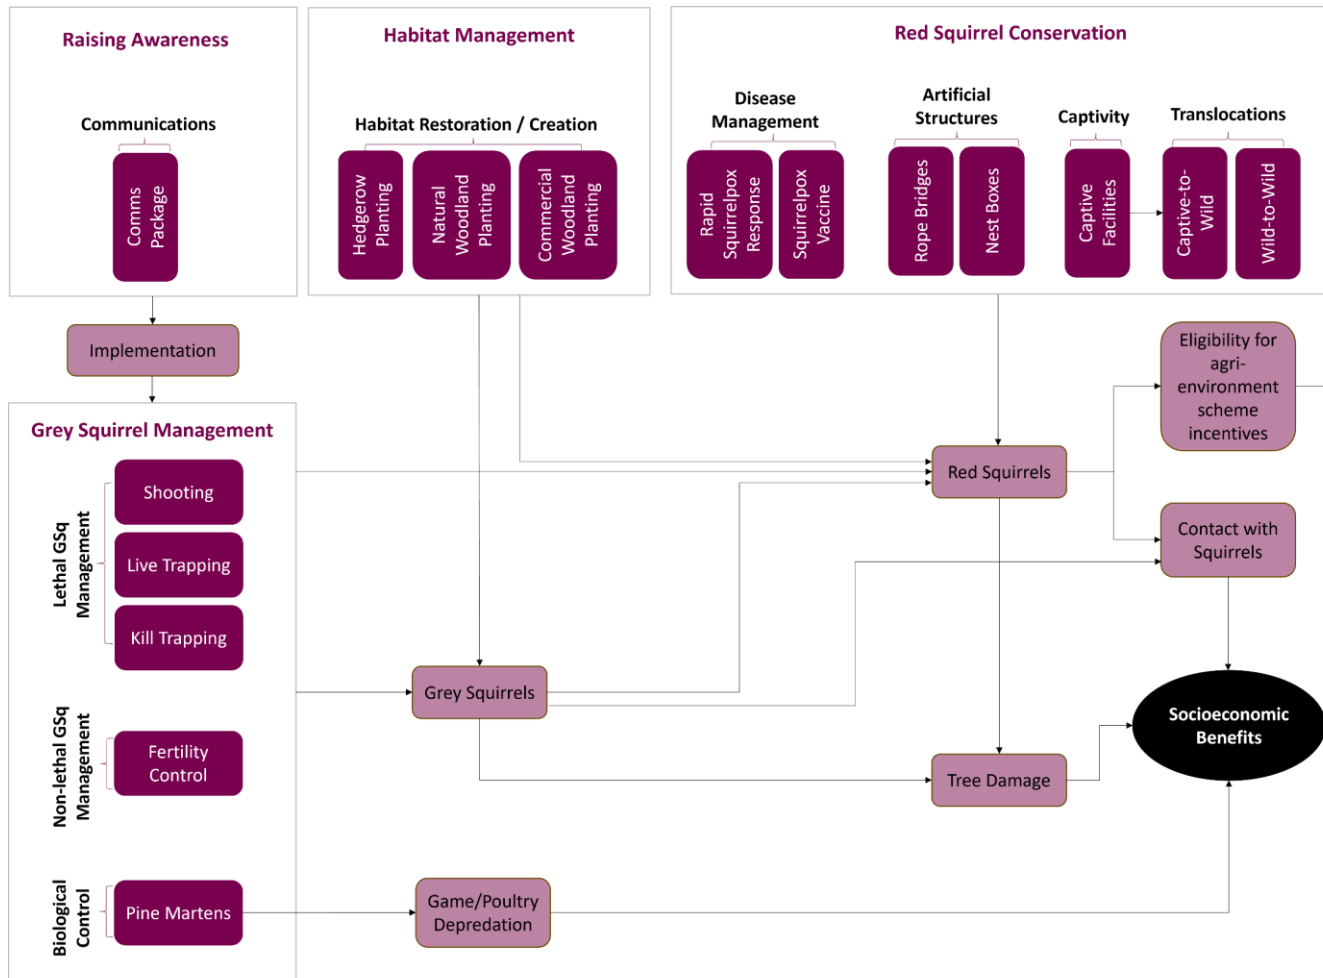 Raising Awareness
Communications
Comms
Package
Habitat Management
Habitat Restoration / Creation
Hedgerow
Planting
Natural
Woodland
Planting
Commercial
Woodland
Planting
Red Squirrel Conservation
Disease
Management
Rapid
Squirrelpox
Response
Squirrelpox
Vaccine
Artificial
Structures
Rope Bridges
Nest Boxes
Captivity
Captive
Facilities
Translocations
Captive-to-
Wild
Wild-to-Wild
Implementation
Grey Squirrel Management
Lethal GSq
Management
Shooting
Live Trapping
Kill Trapping
Non-lethal GSq
Management
Fertility
Control
Biological
Control
Pine Martens
Grey Squirrels
Game/Poultry
Depredation
Red Squirrels
Tree Damage
Eligibility for
agri-
environment
scheme
incentives
Contact with
Squirrels
Socioeconomic
Benefits